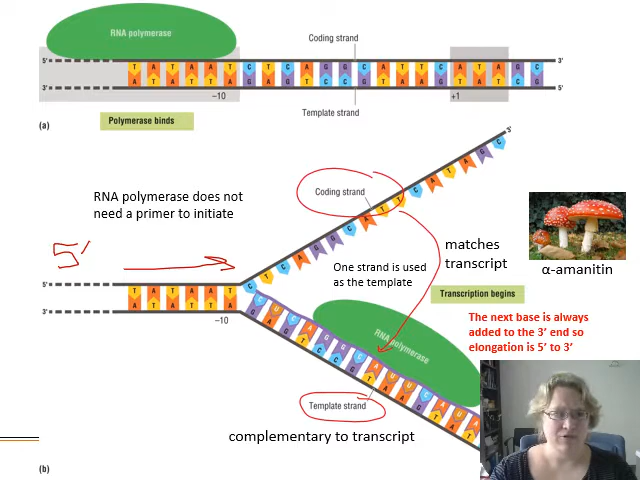 RNA polymerase
Coding strand
5′ 3′
T A T A A T C T C A G G C A T T C A T A G C
A T A T T A G A G T C C G T A A G T A T C G
3′ 5′
–10 +1
Template strand
(a)
Polymerase binds
5′
RNA polymerase does not
need a primer to initiate
Coding strand
5′
matches
transcript
α-amanitin
One strand is used
as the template
Transcription begins
5′
T A T A A T
A T A T T A
3′
–10
RNA polymerase
The next base is always
added to the 3′ end so
elongation is 5′ to 3′
Template strand
complementary to transcript
(b)